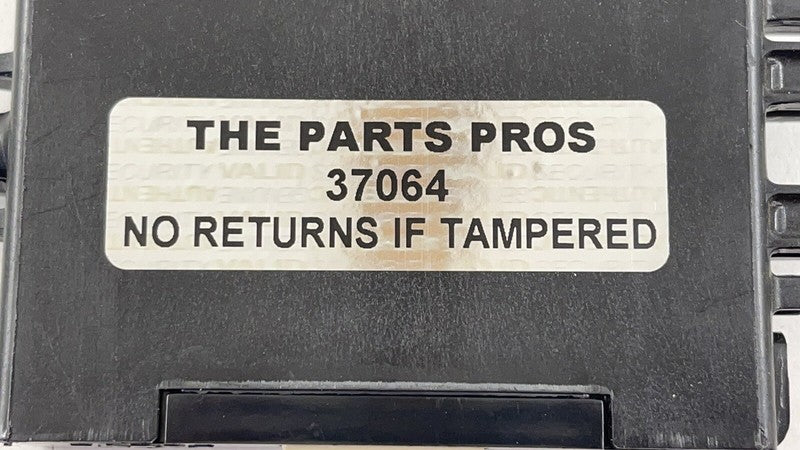 THE PARTS PROS
37064
NO RETURNS IF TAMPERED